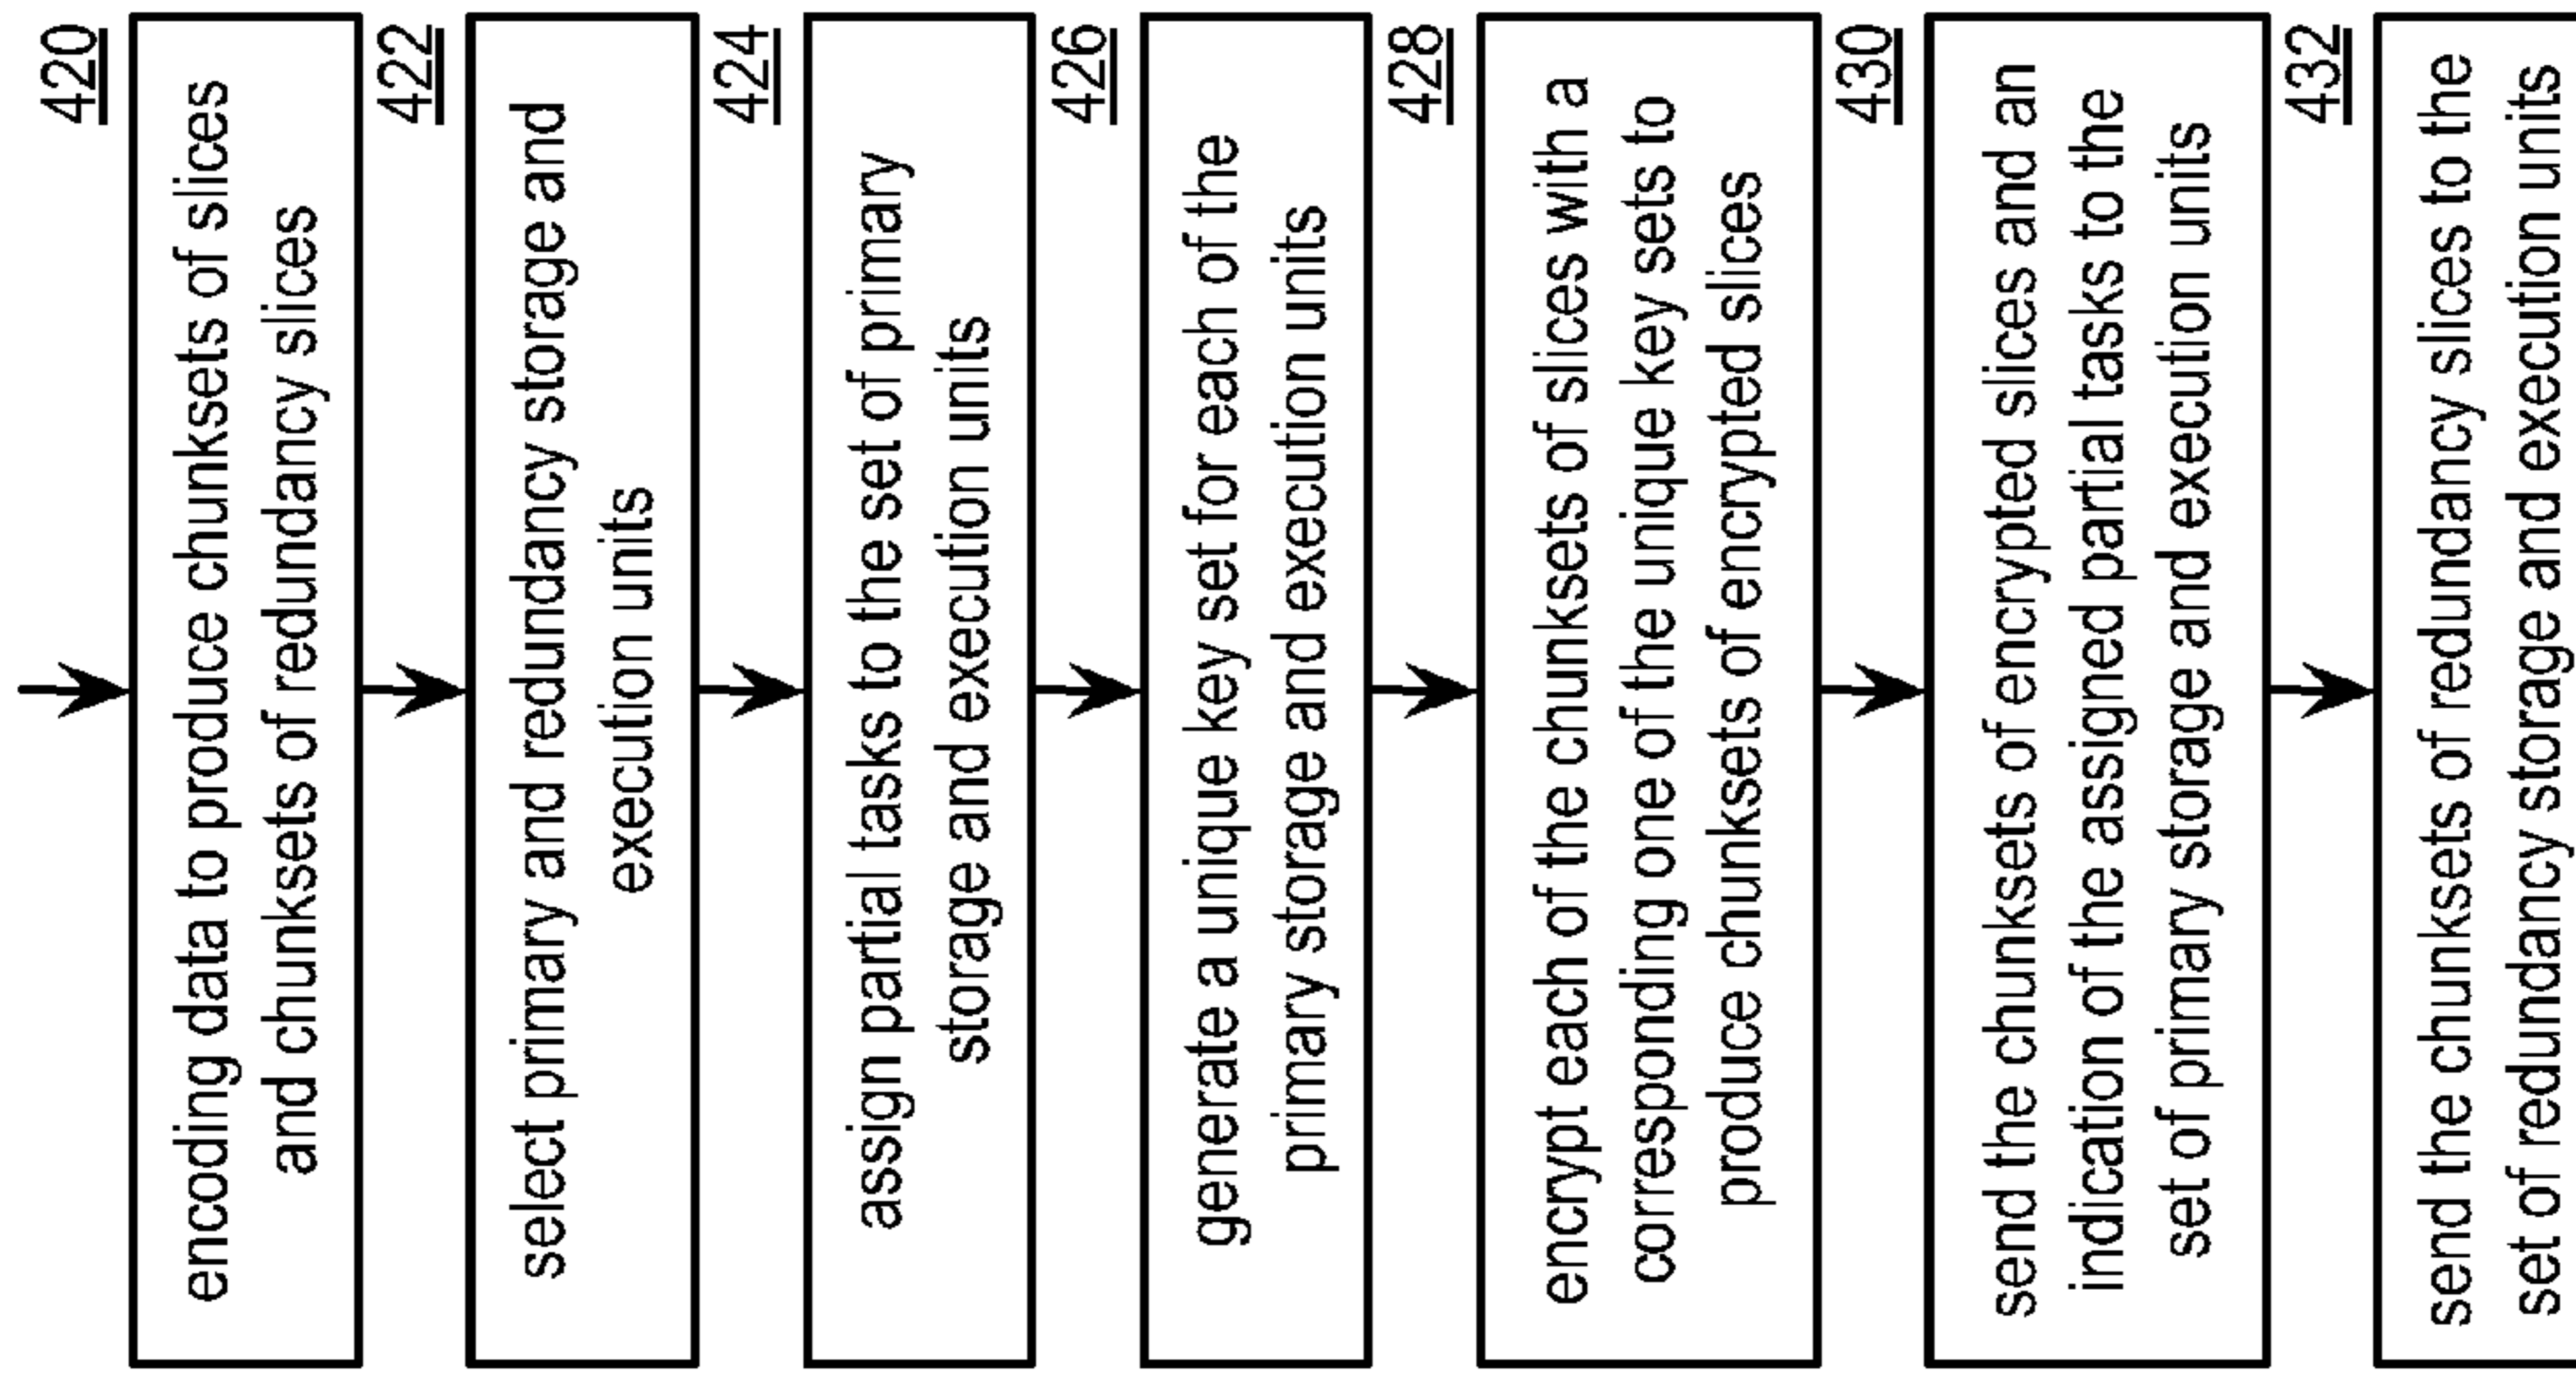 420
encoding data to produce chunksets of slices
and chunksets of redundancy slices
422
select primary and redundancy storage and
execution units
424
assign partial tasks to the set of primary
storage and execution units
426
generate a unique key set for each of the
primary storage and execution units
428
encrypt each of the chunksets of slices with a
corresponding one of the unique key sets to
produce chunksets of encrypted slices
430
send the chunksets of encrypted slices and an
indication of the assigned partial tasks to the
set of primary storage and execution units
432
send the chunksets of redundancy slices to the
set of redundancy storage and execution units